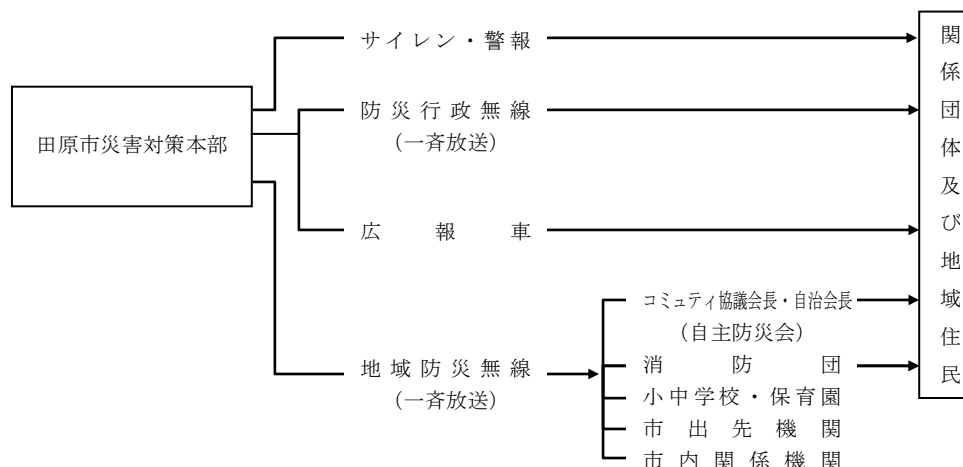 サイレン・警報
防災行政無線
(一斉放送)
田原市災害対策本部
広報車
コミュティ協議会長・自治会長
(自主防災会)
地域防災無線
(一斉放送)
消防団
小中学校・保育園
市出先機関
市内関係機関
関係団体及び地域住民